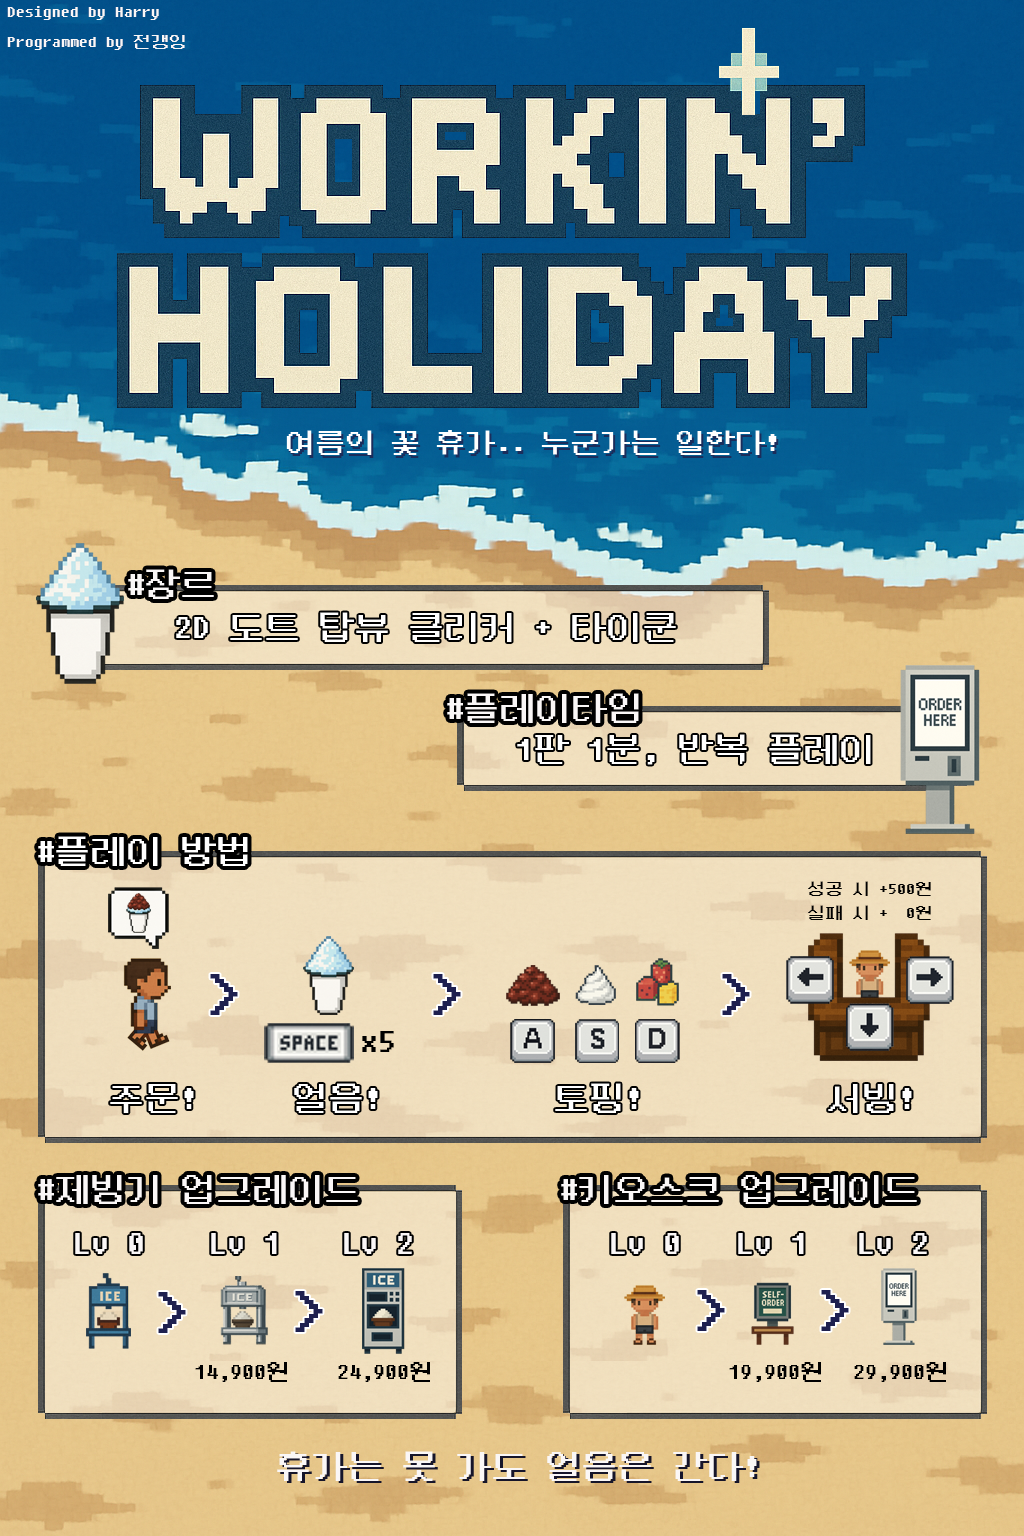 Designed by Harry
Programmed by 전갱잉
WORKIN'
HOLIDAY
여름의 꽃 휴가.. 누군가는 일한다!
#장르
2D 도트 탑뷰 클리커 + 타이쿤
#플레이타임
1판 1분, 반복 플레이
ORDER
HERE
#플레이 방법
성공 시 +500원
실패 시 + 0원
SPACE x5
A S D
주문! 얼음! 토핑! 서빙!
#제빙기 업그레이드
Lv 0 Lv 1 Lv 2
ICE ICE ICE
14,900원 24,900원
#키오스크 업그레이드
Lv 0 Lv 1 Lv 2
SELF-
ORDER
ORDER
HERE
19,900원 29,900원
휴가는 못 가도 얼음은 간다!